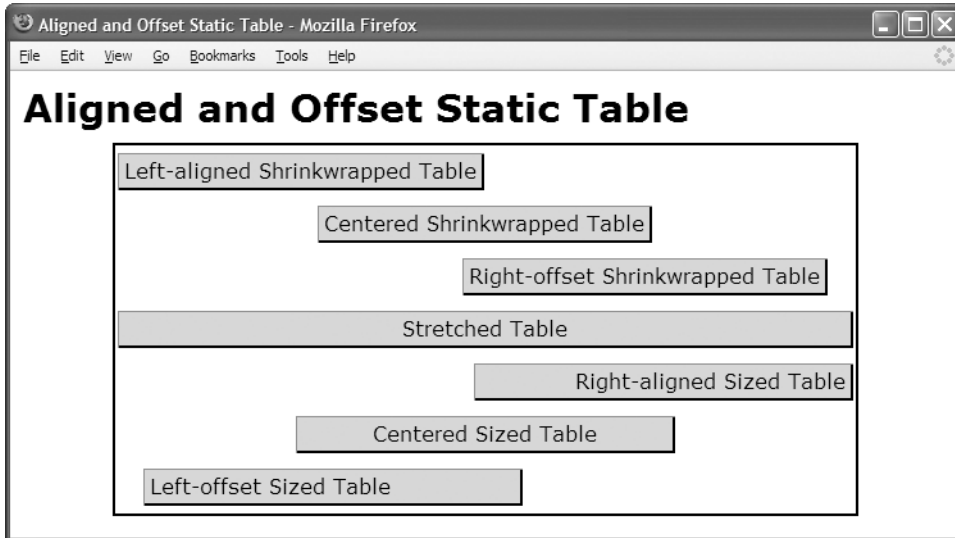 Aligned and Offset Static Table - Mozilla Firefox
File Edit View Go Bookmarks Tools Help
Aligned and Offset Static Table
Left-aligned Shrinkwrapped Table
Centered Shrinkwrapped Table
Right-offset Shrinkwrapped Table
Stretched Table
Right-aligned Sized Table
Centered Sized Table
Left-offset Sized Table